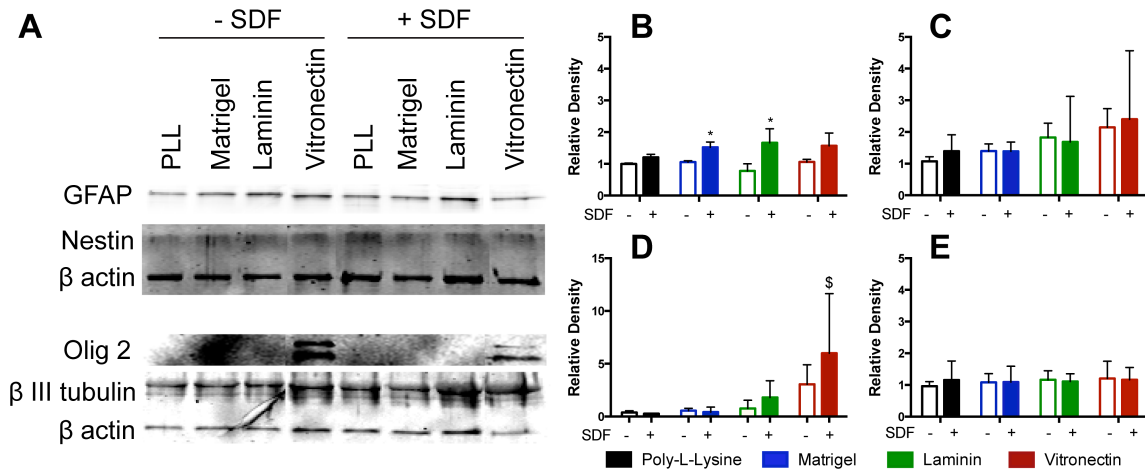 A
- SDF
+ SDF
PLL
Matrigel
Laminin
Vitronectin
PLL
Matrigel
Laminin
Vitronectin
GFAP
Nestin
β actin
Olig 2
β III tubulin
β actin
B
Relative Density
5
4
3
2
1
0
SDF - + - + - + - +
C
Relative Density
5
4
3
2
1
0
SDF - + - + - + - +
* *
D
Relative Density
15
10
5
0
$
SDF - + - + - + - +
E
Relative Density
5
4
3
2
1
0
SDF - + - + - + - +
Poly-L-Lysine Matrigel Laminin Vitronectin